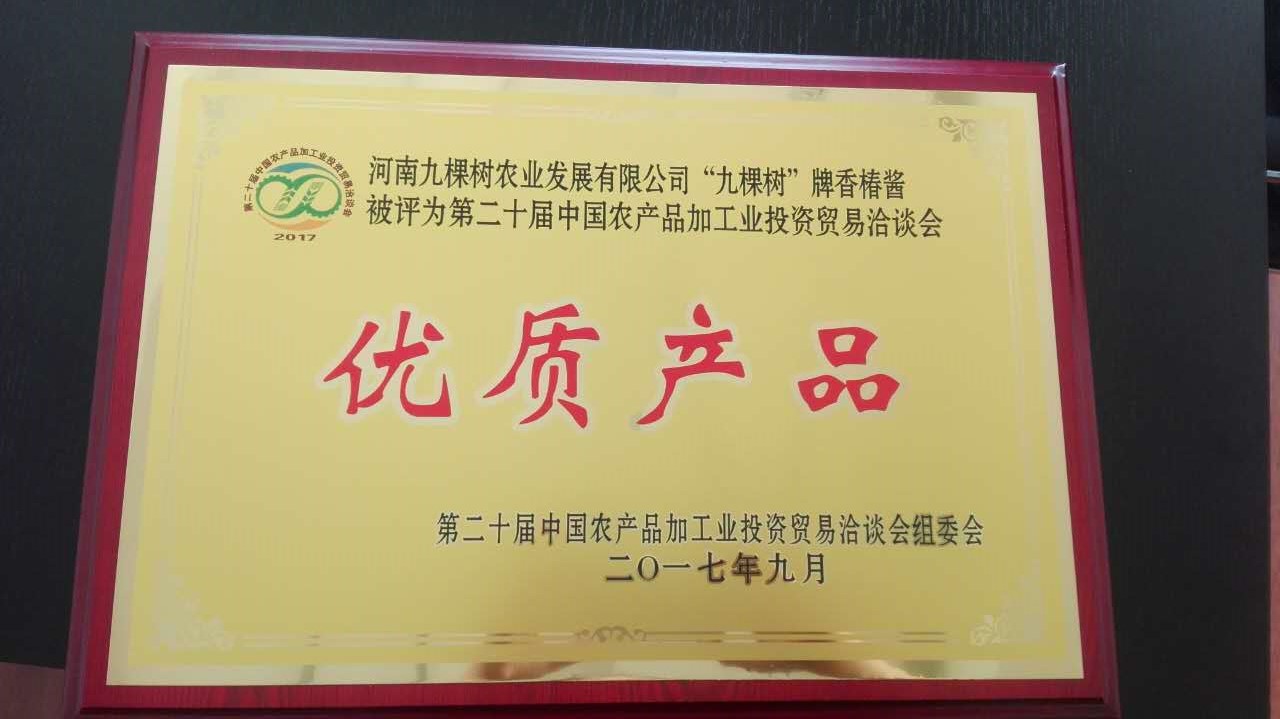 第二十届中国农产品加工业投资贸易洽谈会
2017
河南九棵树农业发展有限公司“九棵树”牌香椿酱
被评为第二十届中国农产品加工业投资贸易洽谈会
优质产品
第二十届中国农产品加工业投资贸易洽谈会组委会
二〇一七年九月